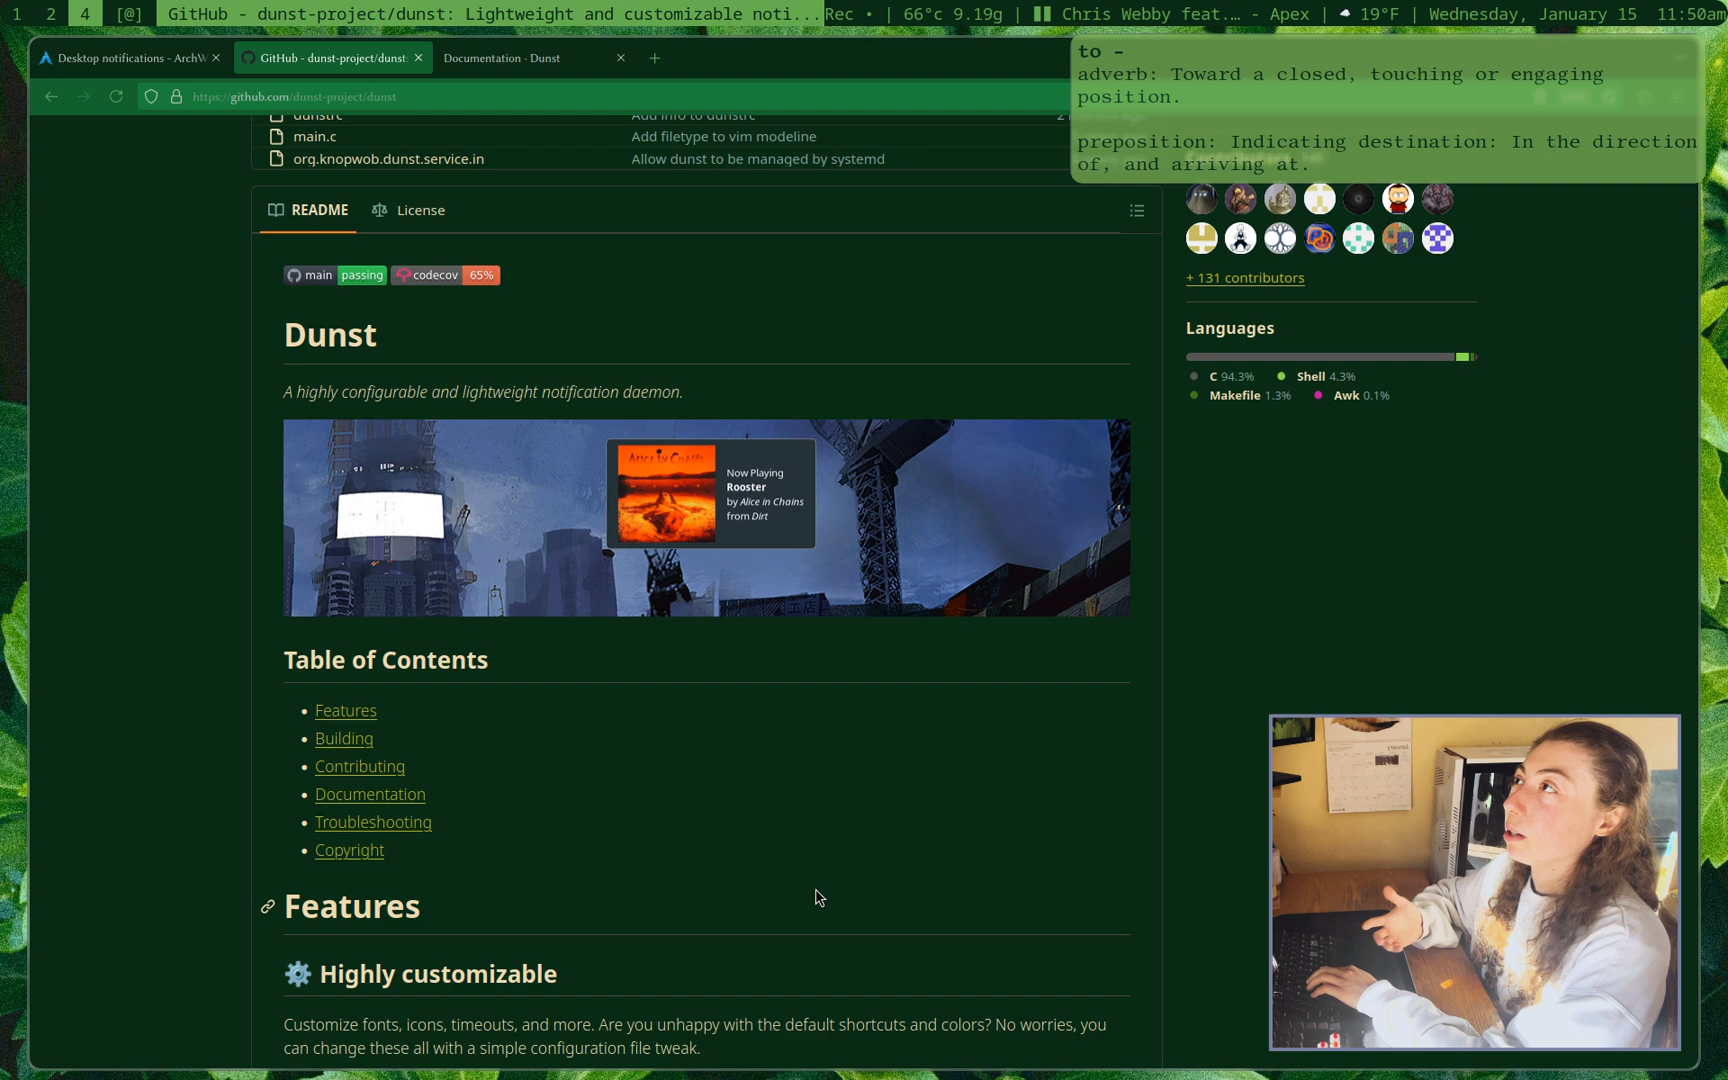 1 2 4 [@] GitHub - dunst-project/dunst: Lightweight and customizable noti... Rec • | 66°c 9.19g | Chris Webby feat.… - Apex | 19°F | Wednesday, January 15 11:50am
Desktop notifications - ArchW
GitHub - dunst-project/dunst:
Documentation · Dunst
https://github.com/dunst-project/dunst
to -
adverb: Toward a closed, touching or engaging
position.
preposition: Indicating destination: In the direction
of, and arriving at.
dunstrc Add info to dunstrc
main.c Add filetype to vim modeline
org.knopwob.dunst.service.in Allow dunst to be managed by systemd
README License
main passing codecov 65%
Dunst
A highly configurable and lightweight notification daemon.
Now Playing
Rooster
by Alice in Chains
from Dirt
Table of Contents
Features
Building
Contributing
Documentation
Troubleshooting
Copyright
Features
Highly customizable
Customize fonts, icons, timeouts, and more. Are you unhappy with the default shortcuts and colors? No worries, you
can change these all with a simple configuration file tweak.
+ 131 contributors
Languages
C 94.3% Shell 4.3%
Makefile 1.3% Awk 0.1%
January